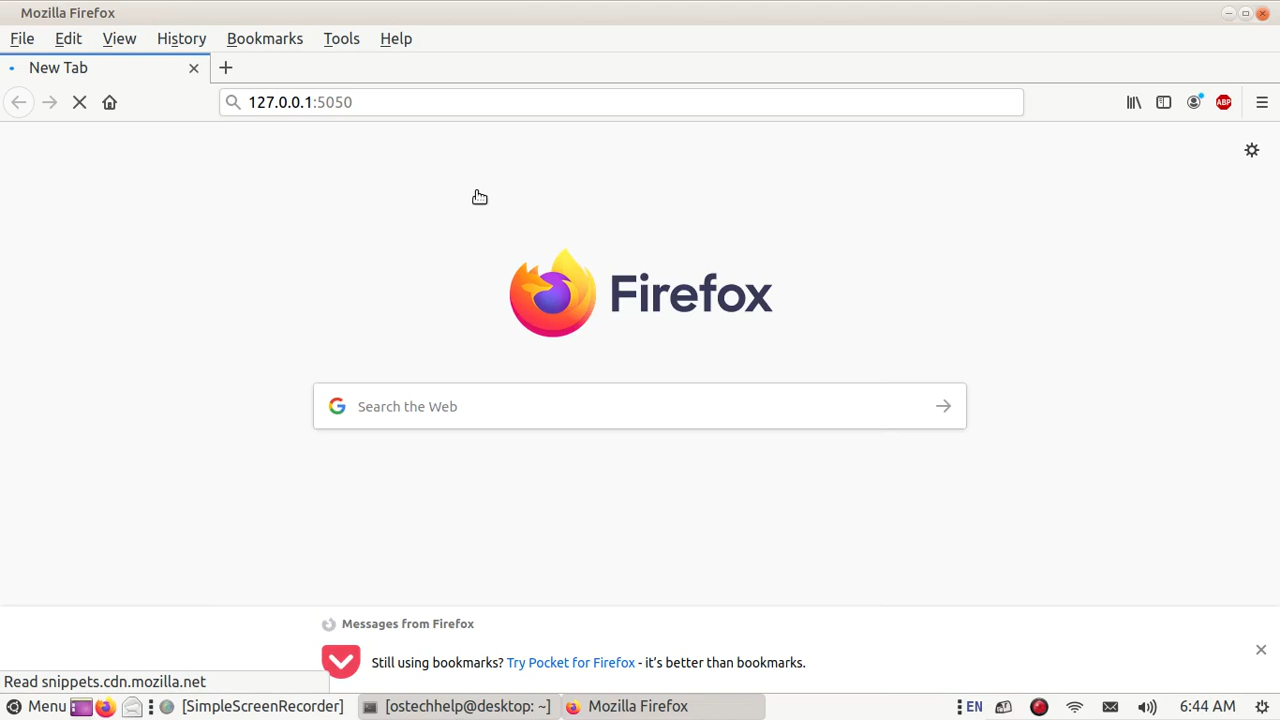 Mozilla Firefox
File Edit View History Bookmarks Tools Help
New Tab
127.0.0.1:5050
ABP
Firefox
Search the Web
Messages from Firefox
Still using bookmarks? Try Pocket for Firefox - it's better than bookmarks.
Read snippets.cdn.mozilla.net
Menu [SimpleScreenRecorder] [ostechhelp@desktop: ~] Mozilla Firefox EN 6:44 AM